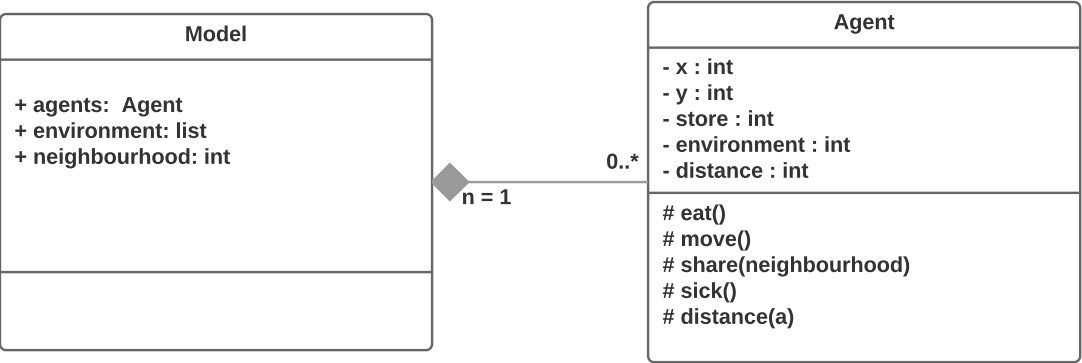 Model
+ agents:  Agent
+ environment: list
+ neighbourhood: int
n = 1
0..*
Agent
- x : int
- y : int
- store : int
- environment : int
- distance : int
# eat()
# move()
# share(neighbourhood)
# sick()
# distance(a)